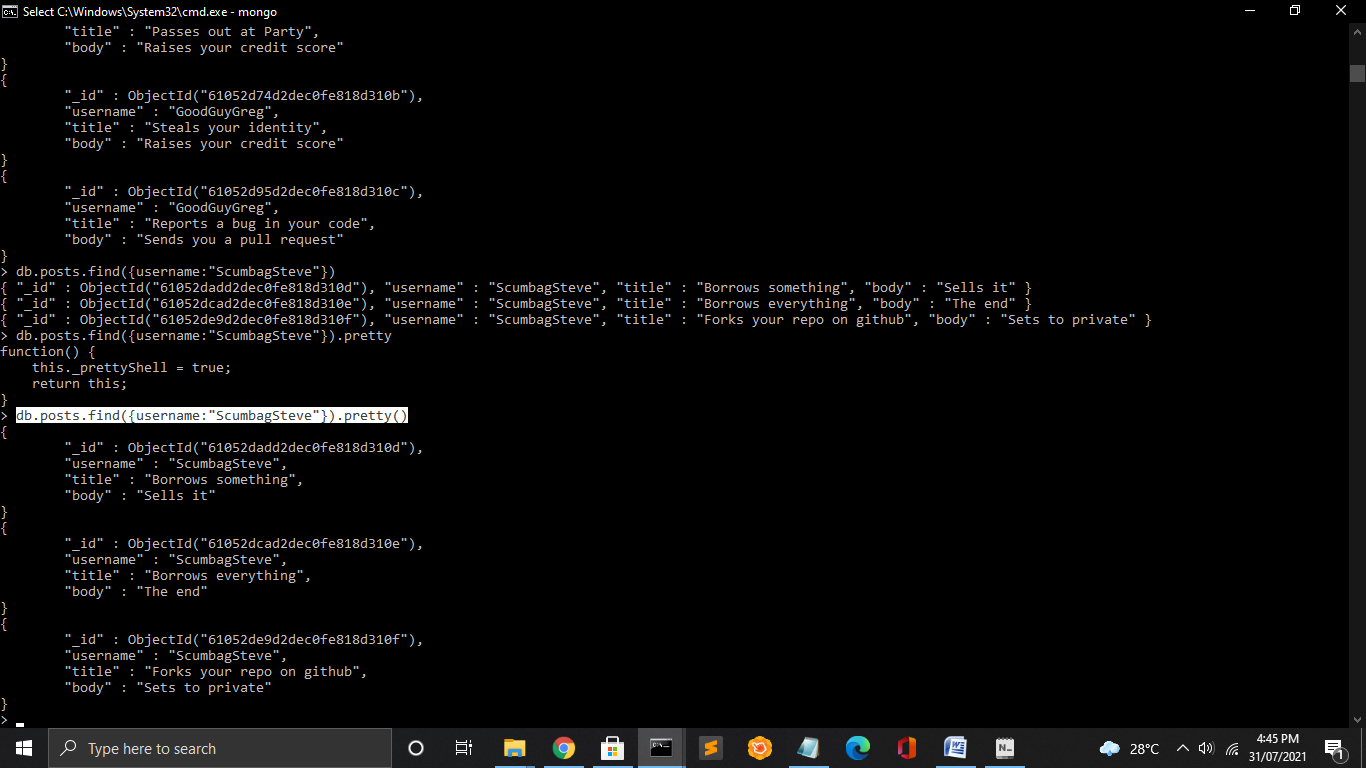 Select C:\Windows\System32\cmd.exe - mongo
"title" : "Passes out at Party",
"body" : "Raises your credit score"
}
{
"_id" : ObjectId("61052d74d2dec0fe818d310b"),
"username" : "GoodGuyGreg",
"title" : "Steals your identity",
"body" : "Raises your credit score"
}
{
"_id" : ObjectId("61052d95d2dec0fe818d310c"),
"username" : "GoodGuyGreg",
"title" : "Reports a bug in your code",
"body" : "Sends you a pull request"
}
> db.posts.find({username:"ScumbagSteve"})
{ "_id" : ObjectId("61052dadd2dec0fe818d310d"), "username" : "ScumbagSteve", "title" : "Borrows something", "body" : "Sells it" }
{ "_id" : ObjectId("61052dcad2dec0fe818d310e"), "username" : "ScumbagSteve", "title" : "Borrows everything", "body" : "The end" }
{ "_id" : ObjectId("61052de9d2dec0fe818d310f"), "username" : "ScumbagSteve", "title" : "Forks your repo on github", "body" : "Sets to private" }
> db.posts.find({username:"ScumbagSteve"}).pretty
function() {
this._prettyShell = true;
return this;
}
> db.posts.find({username:"ScumbagSteve"}).pretty()
{
"_id" : ObjectId("61052dadd2dec0fe818d310d"),
"username" : "ScumbagSteve",
"title" : "Borrows something",
"body" : "Sells it"
}
{
"_id" : ObjectId("61052dcad2dec0fe818d310e"),
"username" : "ScumbagSteve",
"title" : "Borrows everything",
"body" : "The end"
}
{
"_id" : ObjectId("61052de9d2dec0fe818d310f"),
"username" : "ScumbagSteve",
"title" : "Forks your repo on github",
"body" : "Sets to private"
}
>
Type here to search
28°C
4:45 PM
31/07/2021
1